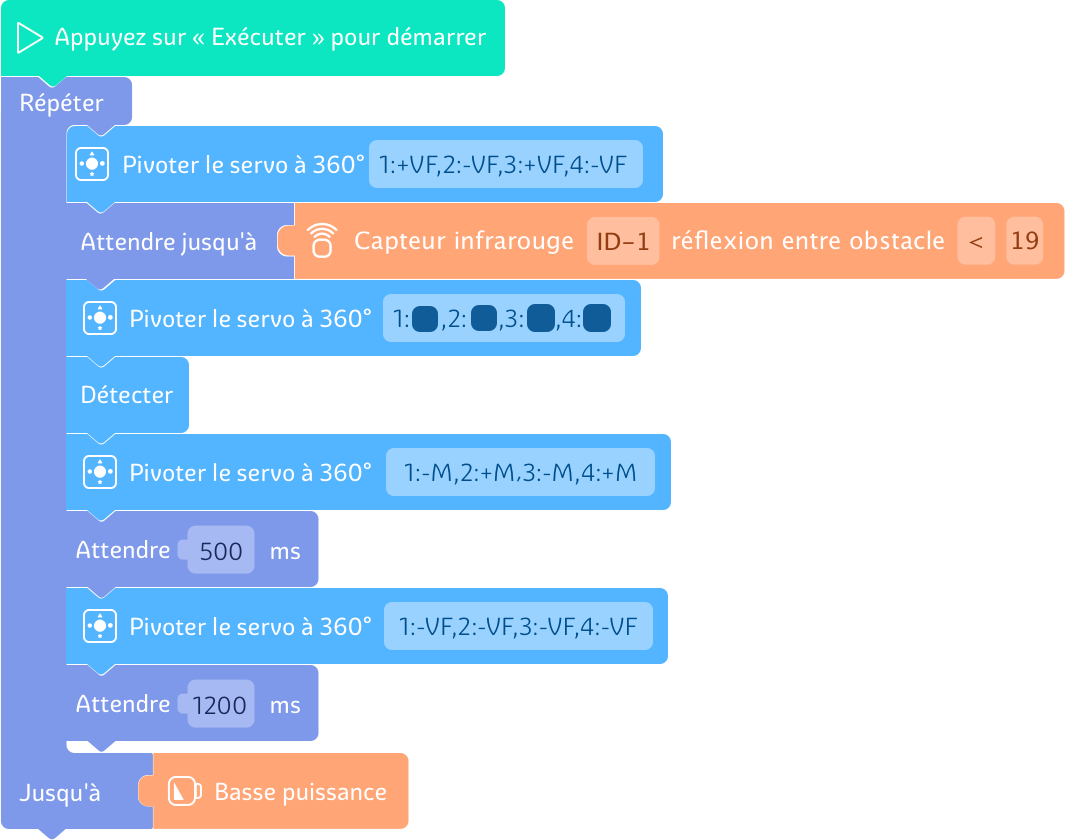 Appuyez sur « Exécuter » pour démarrer
Répéter
Pivoter le servo à 360° 1:+VF,2:-VF,3:+VF,4:-VF
Attendre jusqu'à Capteur infrarouge ID-1 réflexion entre obstacle < 19
Pivoter le servo à 360° 1: ,2: ,3: ,4:
Détecter
Pivoter le servo à 360° 1:-M,2:+M,3:-M,4:+M
Attendre 500 ms
Pivoter le servo à 360° 1:-VF,2:-VF,3:-VF,4:-VF
Attendre 1200 ms
Jusqu'à Basse puissance